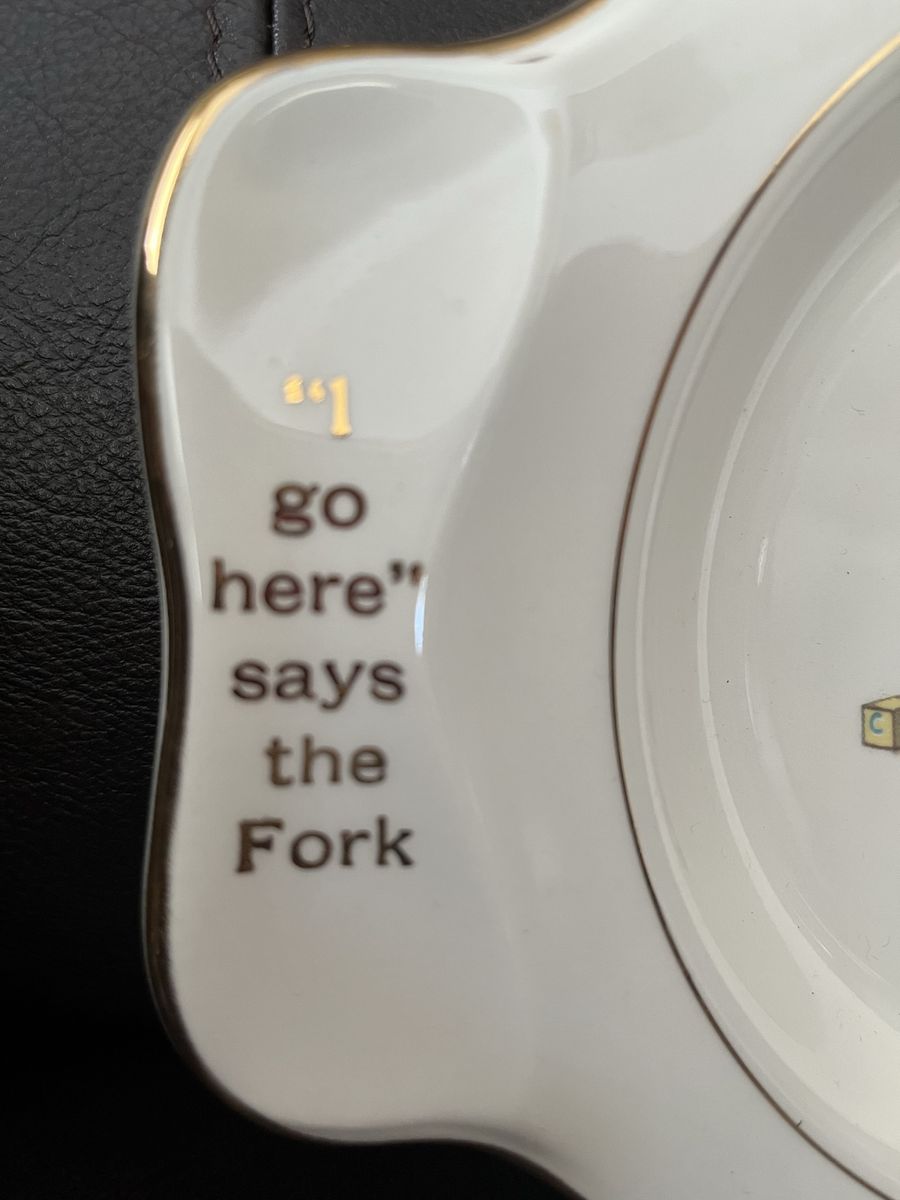 “I
go
here”
says
the
Fork
C